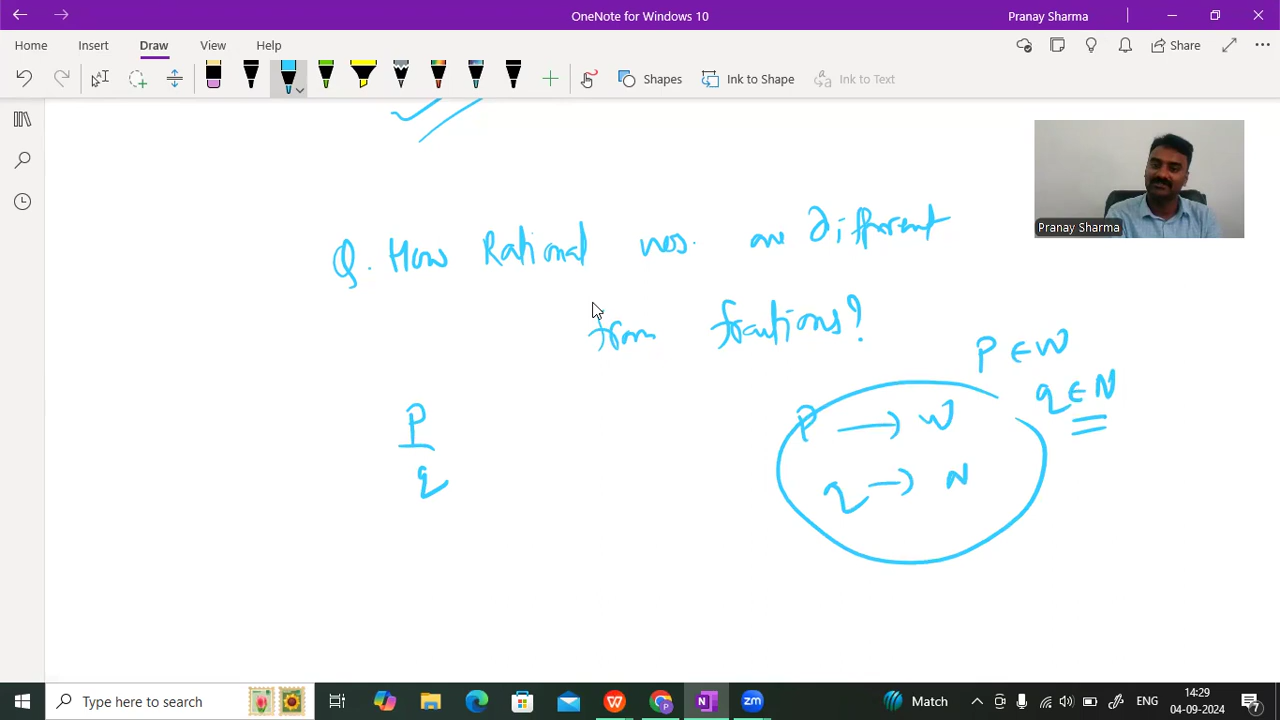 OneNote for Windows 10
Pranay Sharma
Home Insert Draw View Help
Share
Shapes Ink to Shape Ink to Text
Pranay Sharma
Q. How Rational nos. are Different
from fractions?
P ∈ W
q ∈ N
P
q
P → W
q → N
Type here to search
Match
ENG
14:29
04-09-2024
7